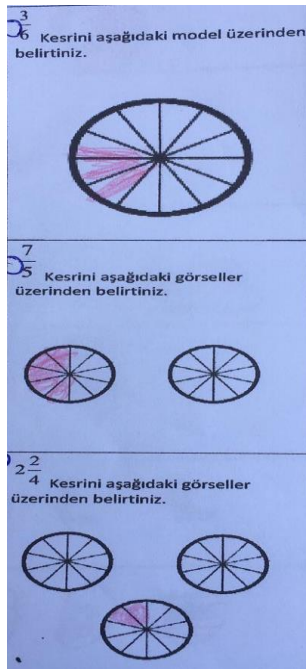 3/6 Kesrini aşağıdaki model üzerinden
belirtiniz.
7/5 Kesrini aşağıdaki görseller
üzerinden belirtiniz.
2 2/4 Kesrini aşağıdaki görseller
üzerinden belirtiniz.